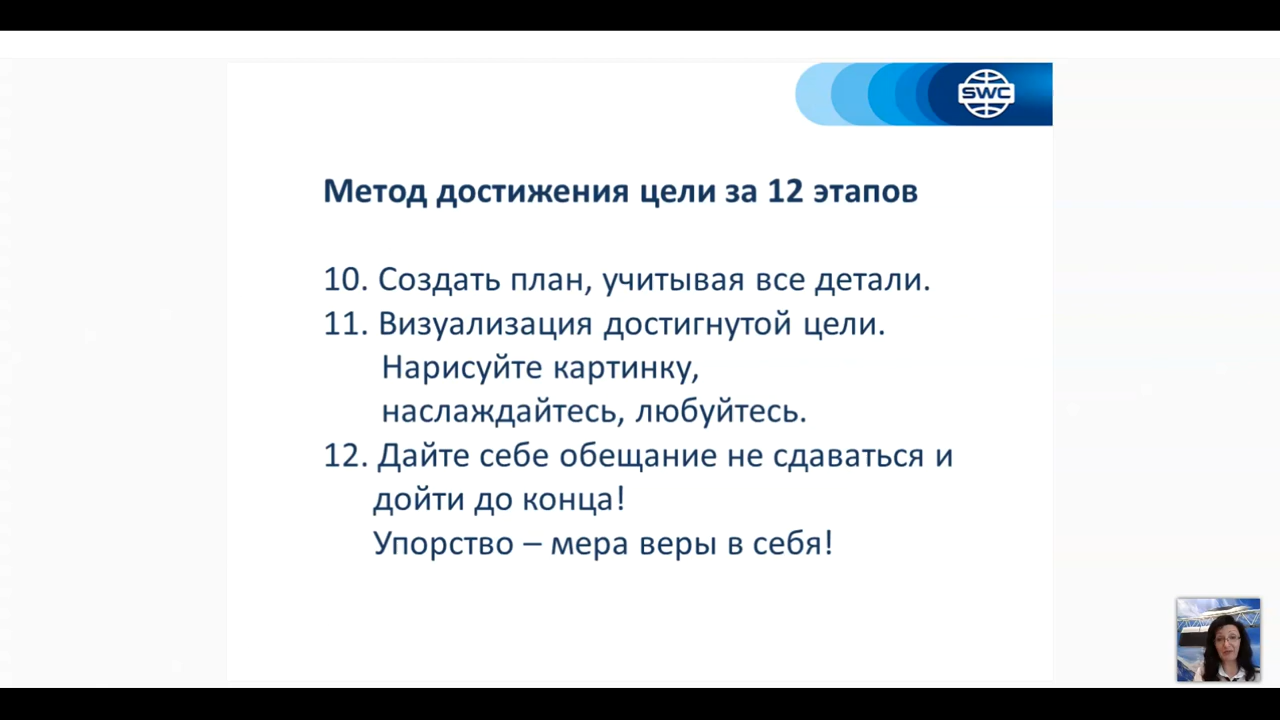 SWC
Метод достижения цели за 12 этапов
10. Создать план, учитывая все детали.
11. Визуализация достигнутой цели.
Нарисуйте картинку,
наслаждайтесь, любуйтесь.
12. Дайте себе обещание не сдаваться и
дойти до конца!
Упорство – мера веры в себя!